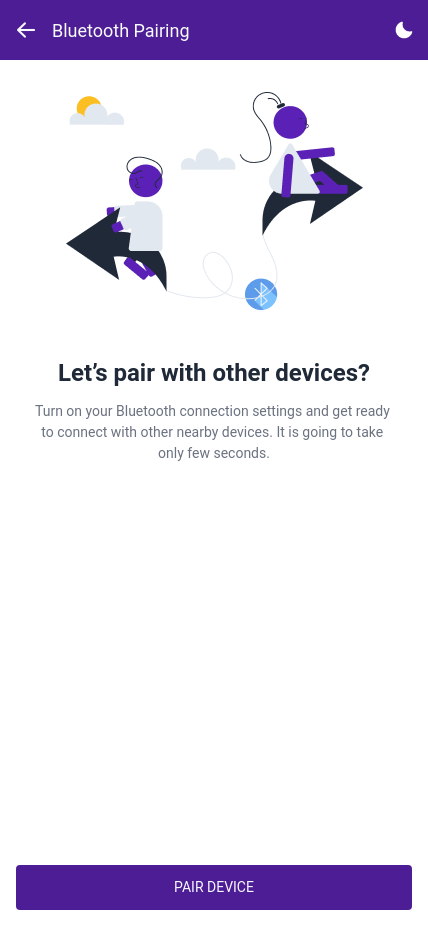 Bluetooth Pairing
Let’s pair with other devices?
Turn on your Bluetooth connection settings and get ready
to connect with other nearby devices. It is going to take
only few seconds.
PAIR DEVICE